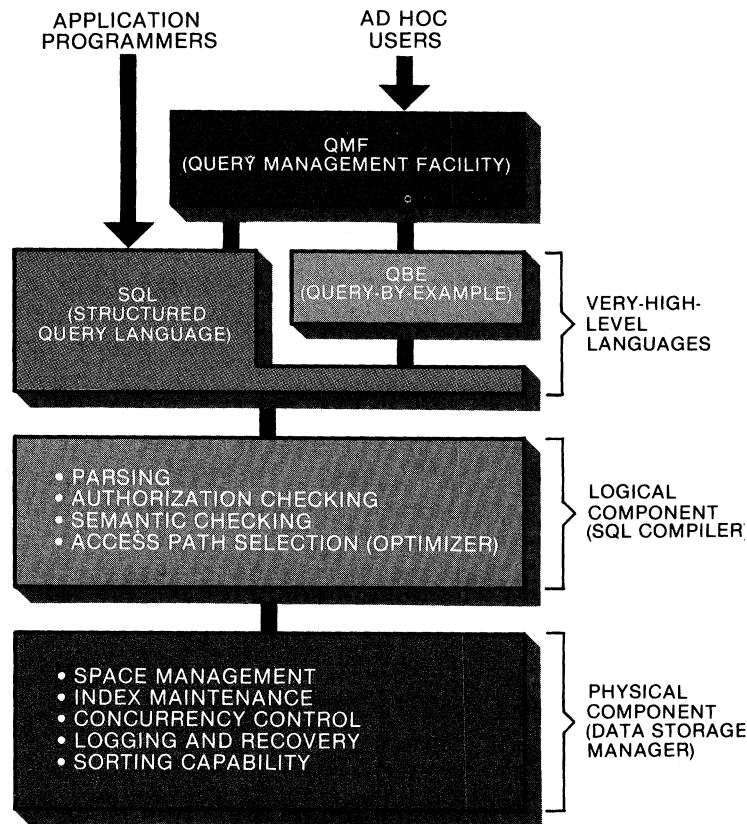 APPLICATION
PROGRAMMERS
AD HOC
USERS
QMF
(QUERY MANAGEMENT FACILITY)
SQL
(STRUCTURED
QUERY LANGUAGE)
QBE
(QUERY-BY-EXAMPLE)
VERY-HIGH-
LEVEL
LANGUAGES
• PARSING
• AUTHORIZATION CHECKING
• SEMANTIC CHECKING
• ACCESS PATH SELECTION (OPTIMIZER)
LOGICAL
COMPONENT
(SQL COMPILER)
• SPACE MANAGEMENT
• INDEX MAINTENANCE
• CONCURRENCY CONTROL
• LOGGING AND RECOVERY
• SORTING CAPABILITY
PHYSICAL
COMPONENT
(DATA STORAGE
MANAGER)